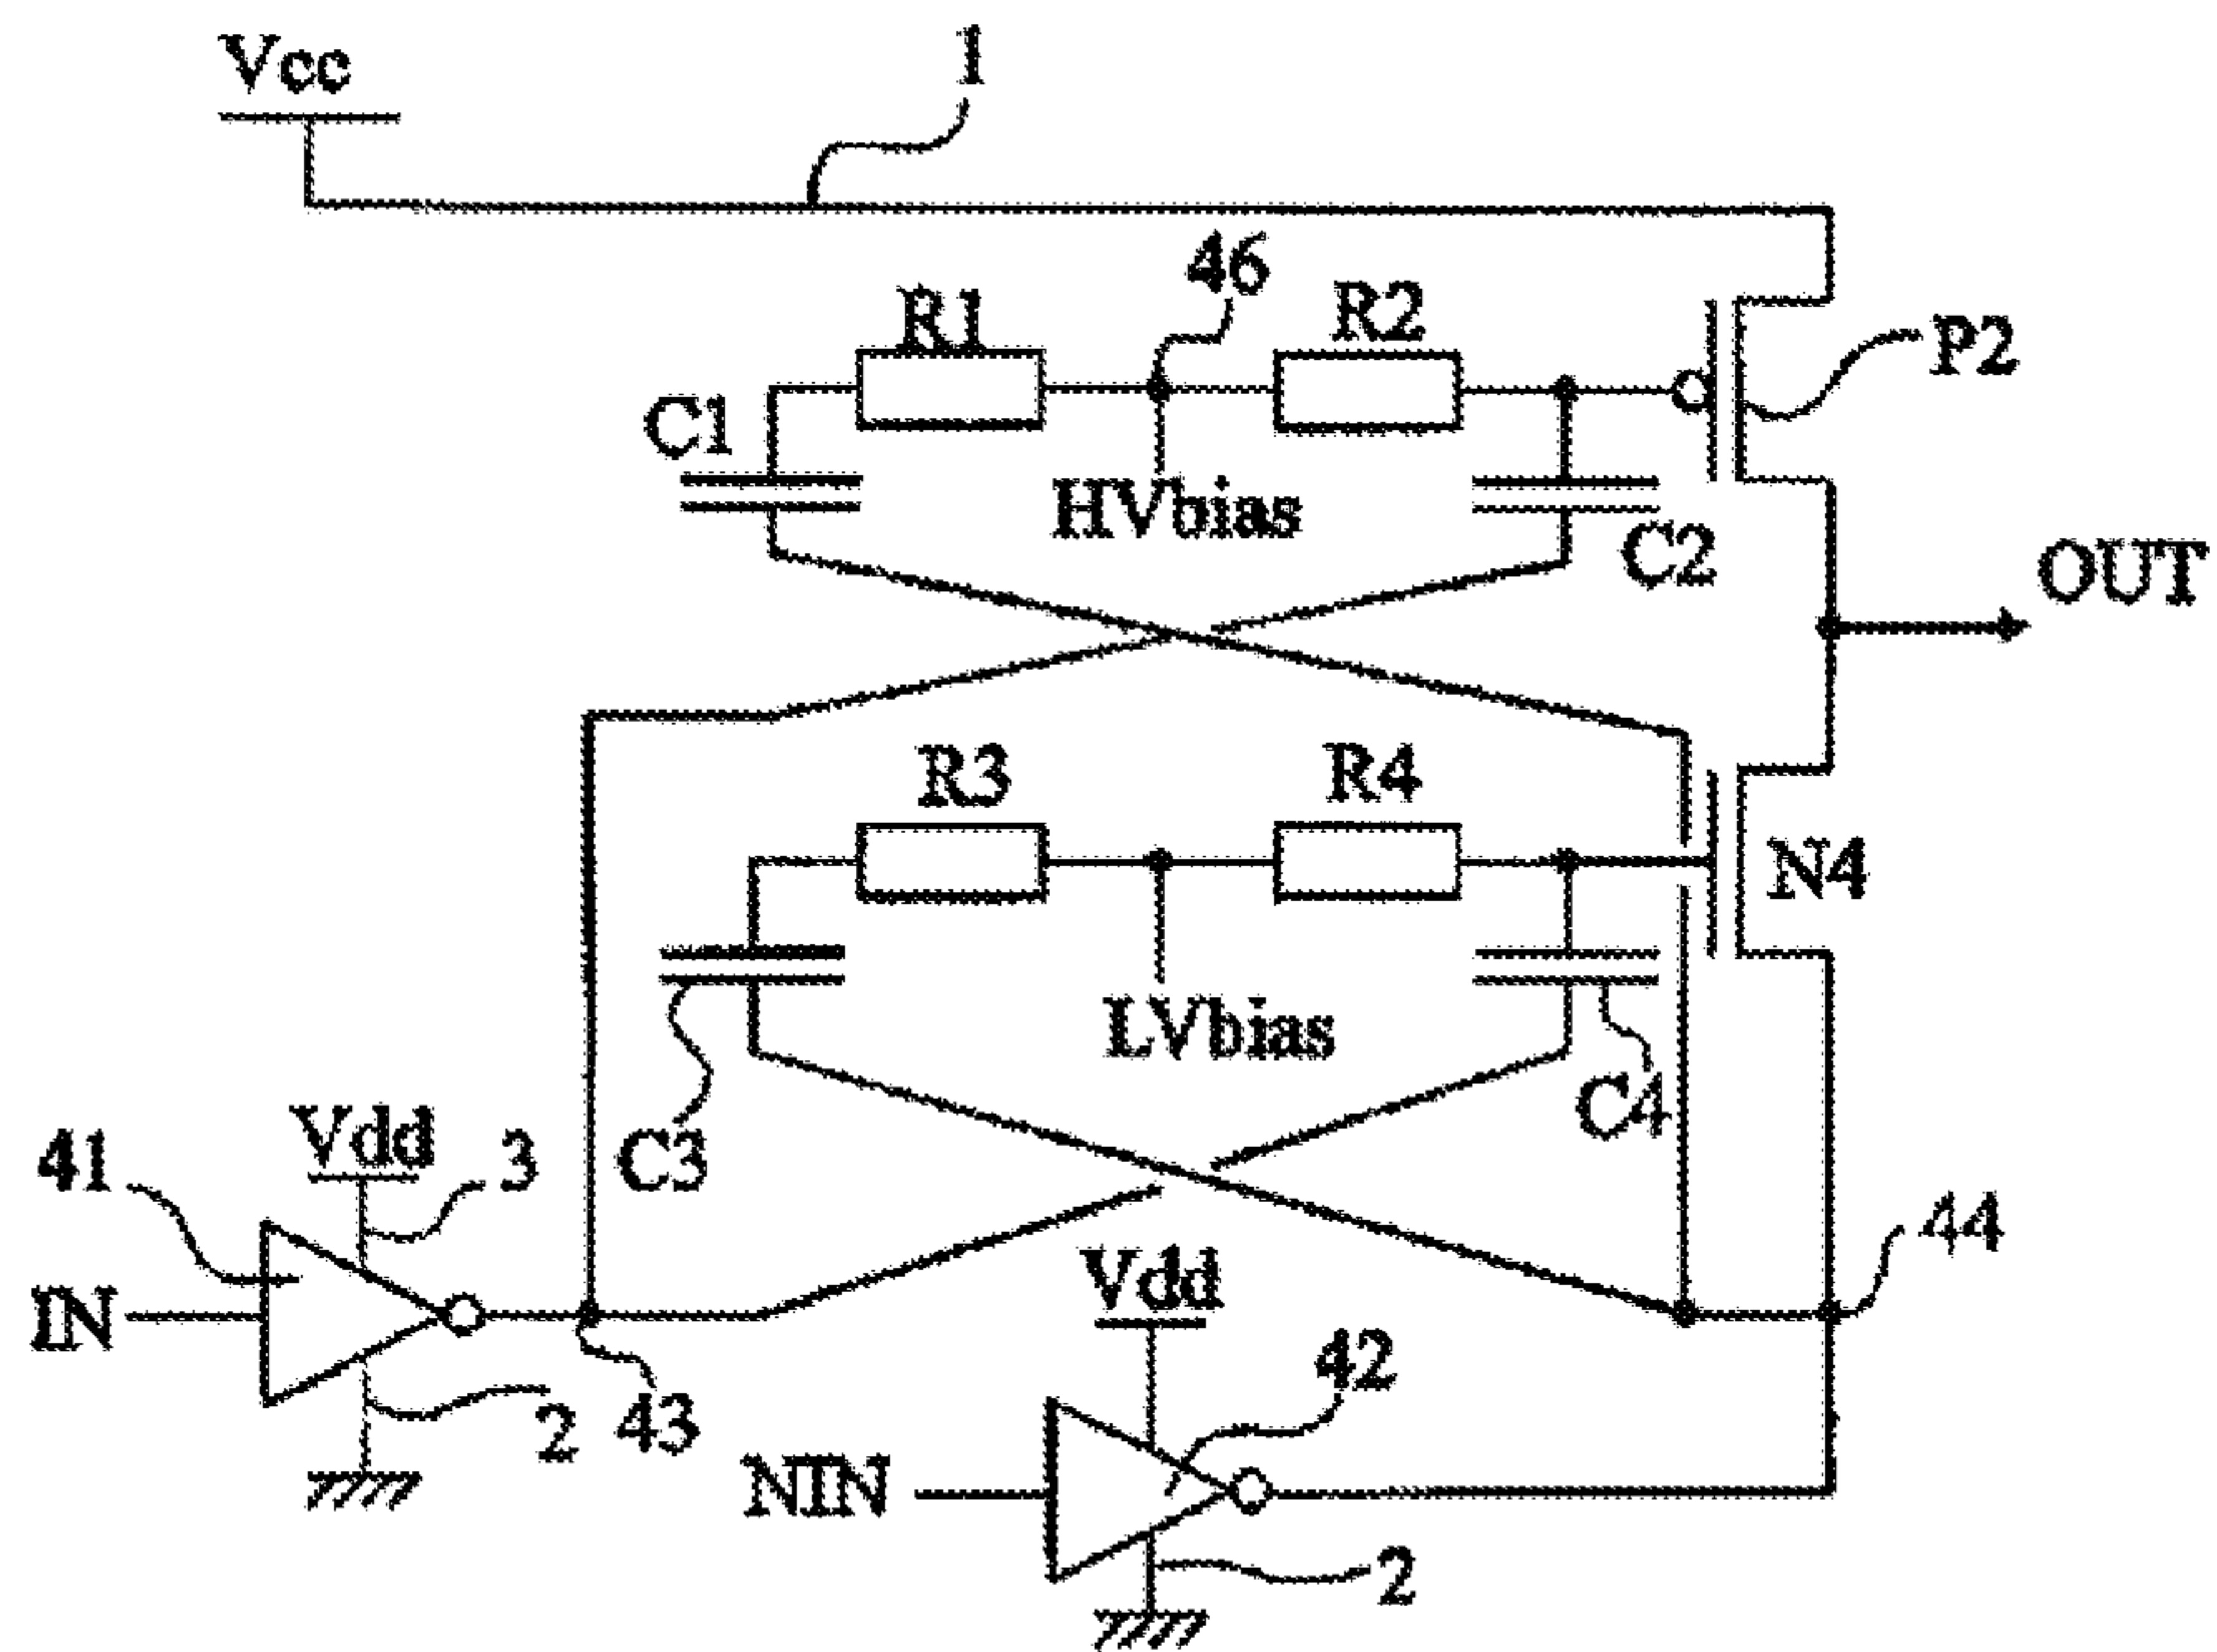 Vcc
1
46
R1
R2
P2
C1
HVbias
C2
OUT
R3
R4
N4
LVbias
C4
C3
Vdd
41
3
IN
44
Vdd
42
2
43
NIN
2